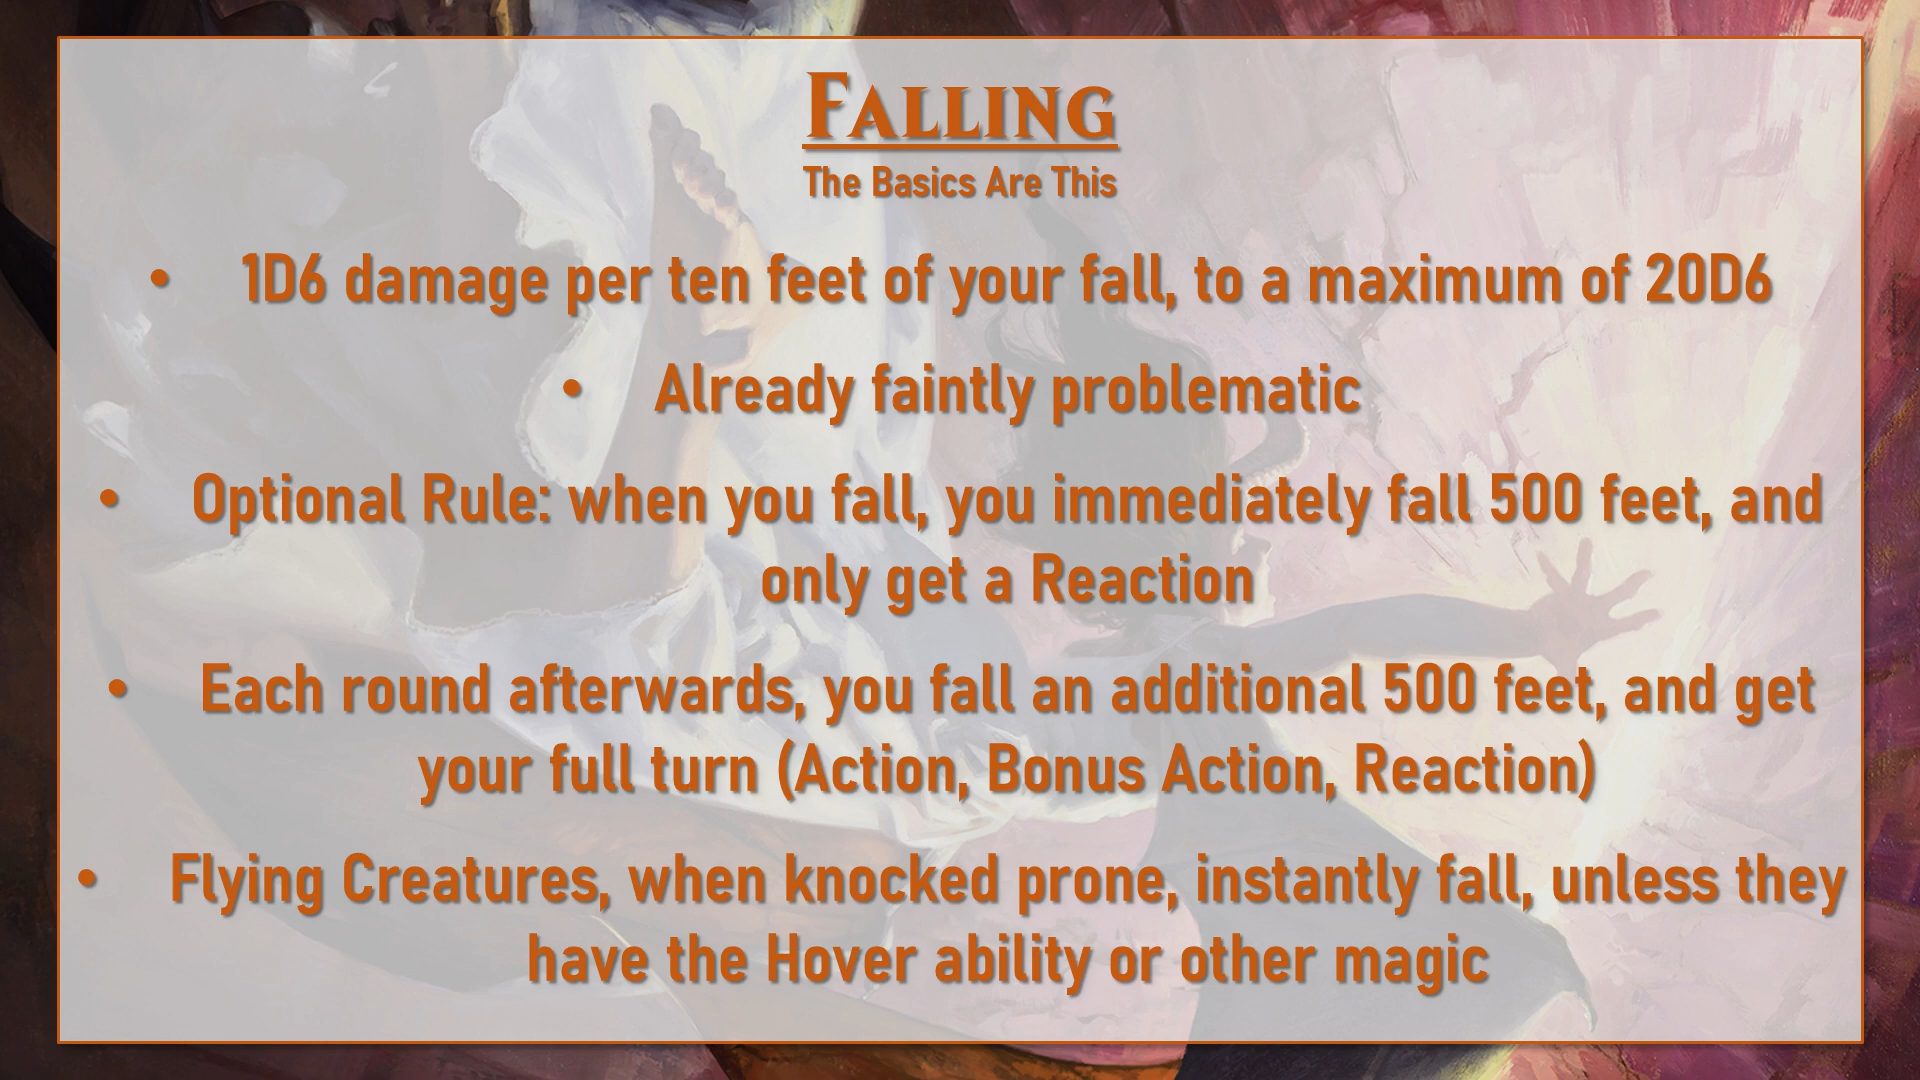 Falling
The Basics Are This
• 1D6 damage per ten feet of your fall, to a maximum of 20D6
• Already faintly problematic
• Optional Rule: when you fall, you immediately fall 500 feet, and
only get a Reaction
• Each round afterwards, you fall an additional 500 feet, and get
your full turn (Action, Bonus Action, Reaction)
• Flying Creatures, when knocked prone, instantly fall, unless they
have the Hover ability or other magic